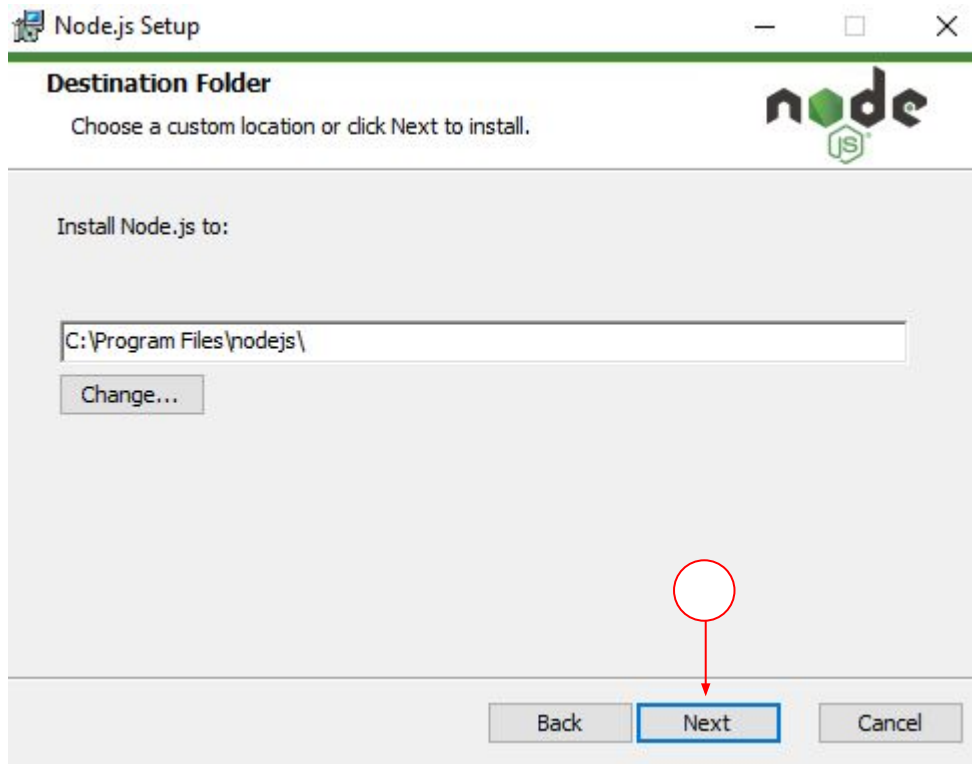 Node.js Setup
Destination Folder
Choose a custom location or click Next to install.
node
JS
Install Node.js to:
C:\Program Files\nodejs\
Change...
Back Next Cancel